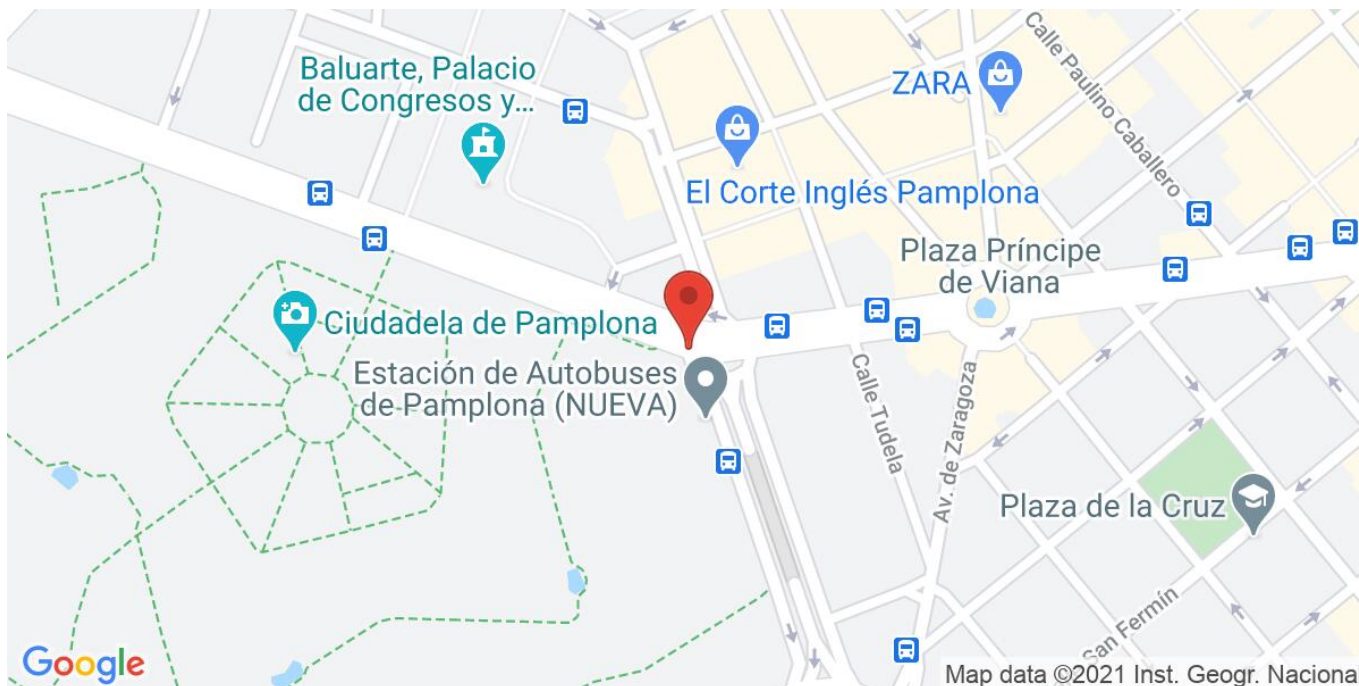 Calle Paulino Caballero
Baluarte, Palacio
de Congresos y...
ZARA
El Corte Inglés Pamplona
Plaza Príncipe
de Viana
Ciudadela de Pamplona
Estación de Autobuses
de Pamplona (NUEVA)
Calle Tudela
Av. de Zaragoza
Plaza de la Cruz
San Fermín
Google
Map data ©2021 Inst. Geogr. Naciona